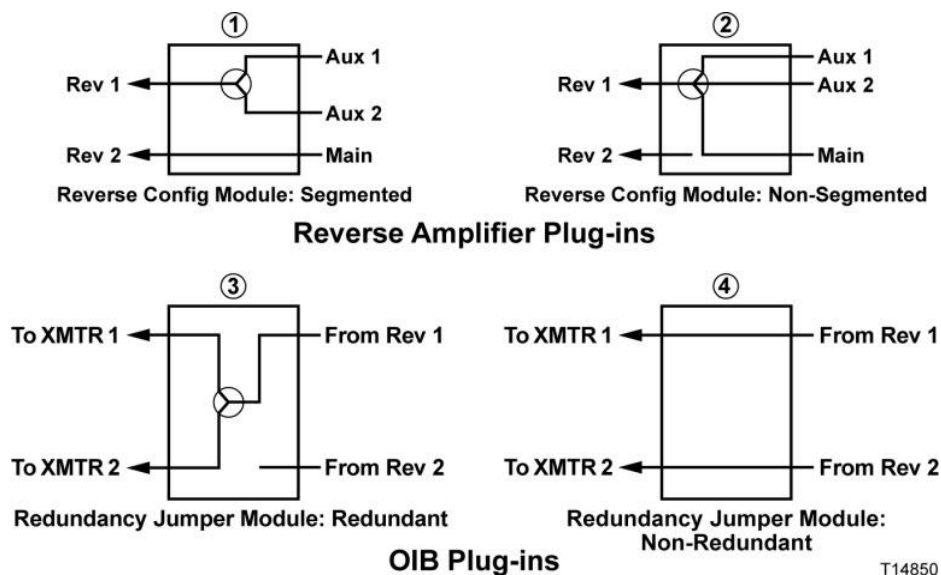 ① ②
Aux 1 Aux 1
Rev 1 Rev 1 Aux 2
Aux 2
Rev 2 Main Rev 2 Main
Reverse Config Module: Segmented Reverse Config Module: Non-Segmented
Reverse Amplifier Plug-ins
③ ④
To XMTR 1 From Rev 1 To XMTR 1 From Rev 1
To XMTR 2 From Rev 2 To XMTR 2 From Rev 2
Redundancy Jumper Module: Redundant Redundancy Jumper Module:
Non-Redundant
OIB Plug-ins
T14850